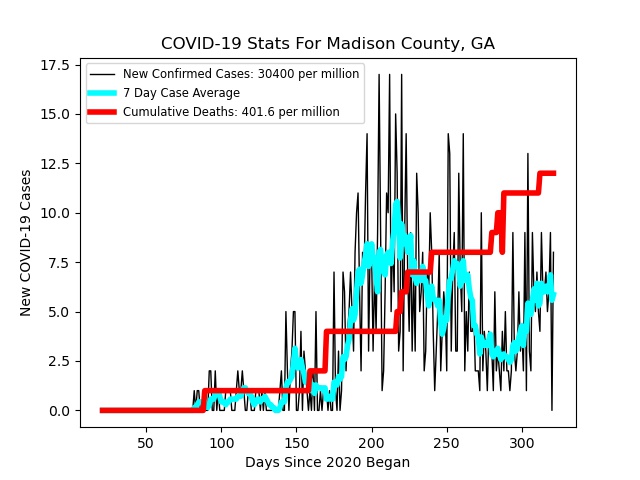 COVID-19 Stats For Madison County, GA
New Confirmed Cases: 30400 per million
7 Day Case Average
Cumulative Deaths: 401.6 per million
New COVID-19 Cases
17.5
15.0
12.5
10.0
7.5
5.0
2.5
0.0
50 100 150 200 250 300
Days Since 2020 Began